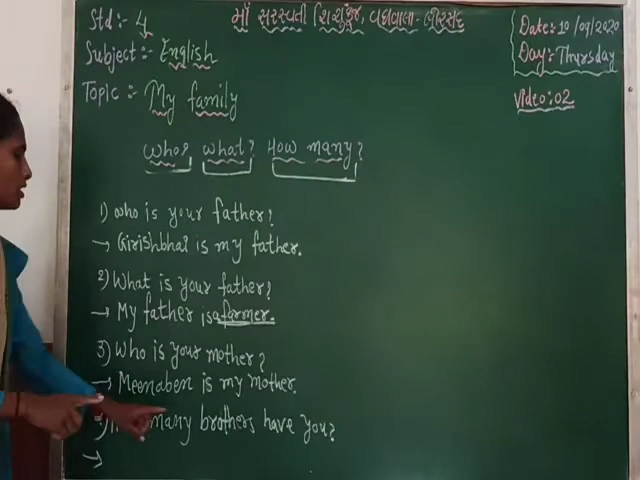 Std :- 4
માઁ સરસ્વતી શિશુકુંજ, વઘવાલા - બોરસદ
Date: 10 /09/2020
Subject :- English
Day:- Thursday
Topic :- My family
Video:02
Who? What? How many?
1) Who is your father?
→ Girishbhai is my father.
2) What is your father?
→ My father is a farmer.
3) Who is your mother?
→ Meenaben is my mother.
many brothers have you?
→